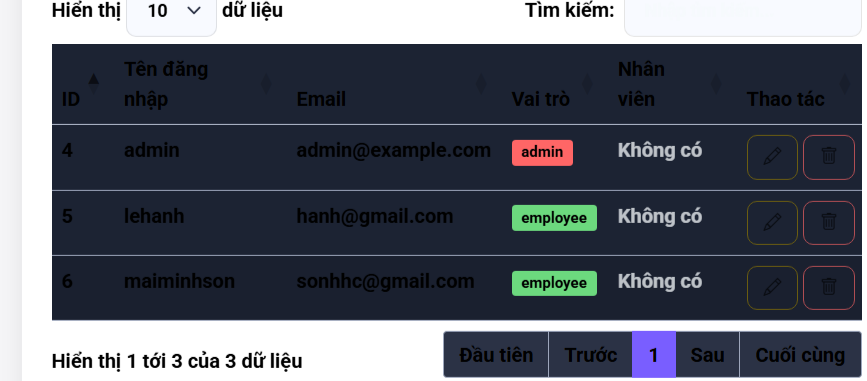 Hiển thị 10 dữ liệu Tìm kiếm:
ID Tên đăng nhập Email Vai trò Nhân viên Thao tác
4 admin admin@example.com admin Không có
5 lehanh hanh@gmail.com employee Không có
6 maiminhson sonhhc@gmail.com employee Không có
Hiển thị 1 tới 3 của 3 dữ liệu Đầu tiên Trước 1 Sau Cuối cùng